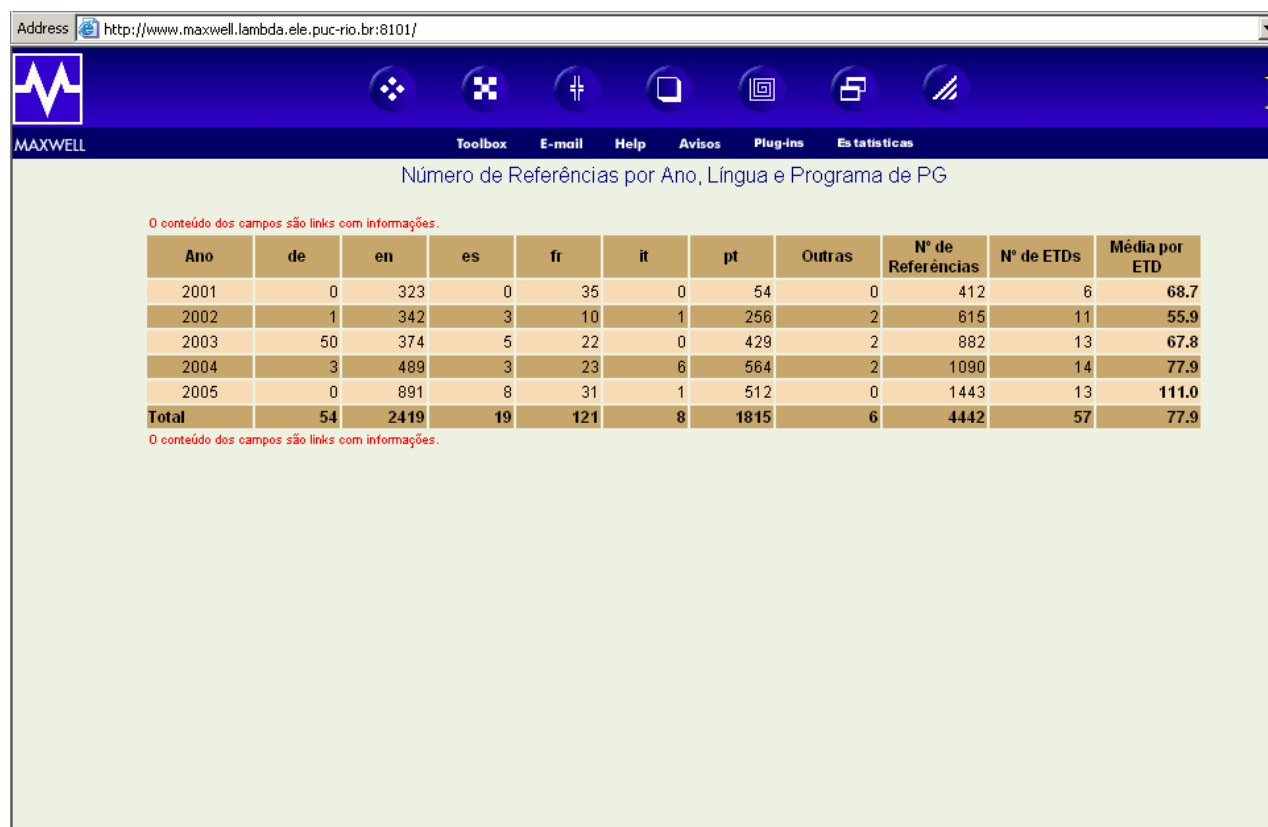 Address http://www.maxwell.lambda.ele.puc-rio.br:8101/
MAXWELL Toolbox E-mail Help Avisos Plug-ins Estatísticas
Número de Referências por Ano, Língua e Programa de PG
O conteúdo dos campos são links com informações.
Ano de en es fr it pt Outras Nº de Referências Nº de ETDs Média por ETD
2001 0 323 0 35 0 54 0 412 6 68.7
2002 1 342 3 10 1 256 2 615 11 55.9
2003 50 374 5 22 0 429 2 882 13 67.8
2004 3 489 3 23 6 564 2 1090 14 77.9
2005 0 891 8 31 1 512 0 1443 13 111.0
Total 54 2419 19 121 8 1815 6 4442 57 77.9
O conteúdo dos campos são links com informações.